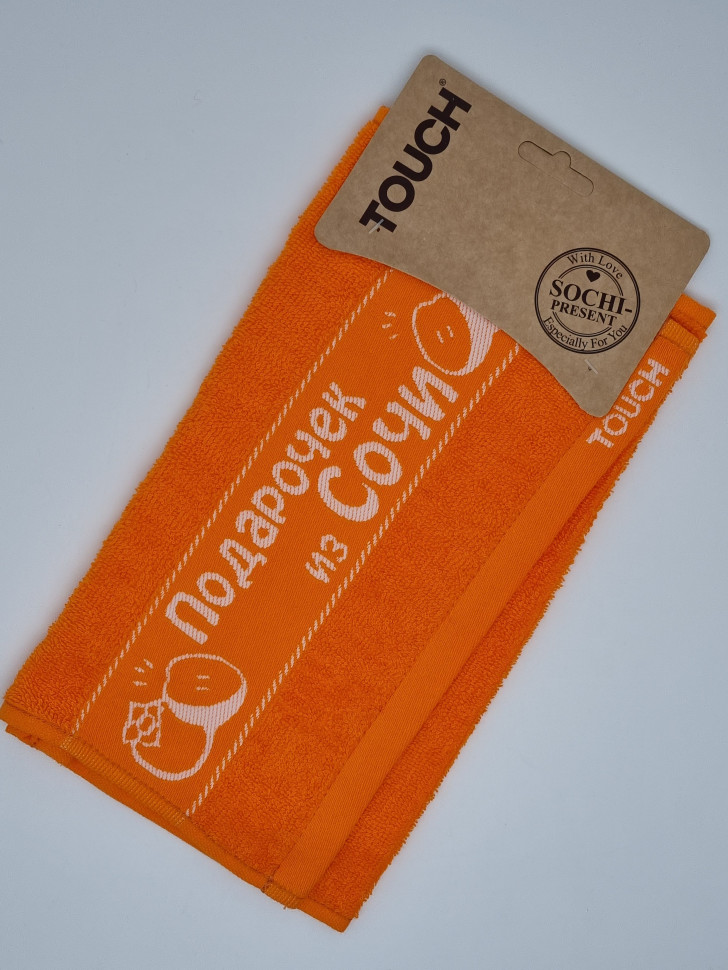 TOUCH®
With Love
SOCHI-
PRESENT
Especially For You
Подарочек
из Сочи
TOUCH